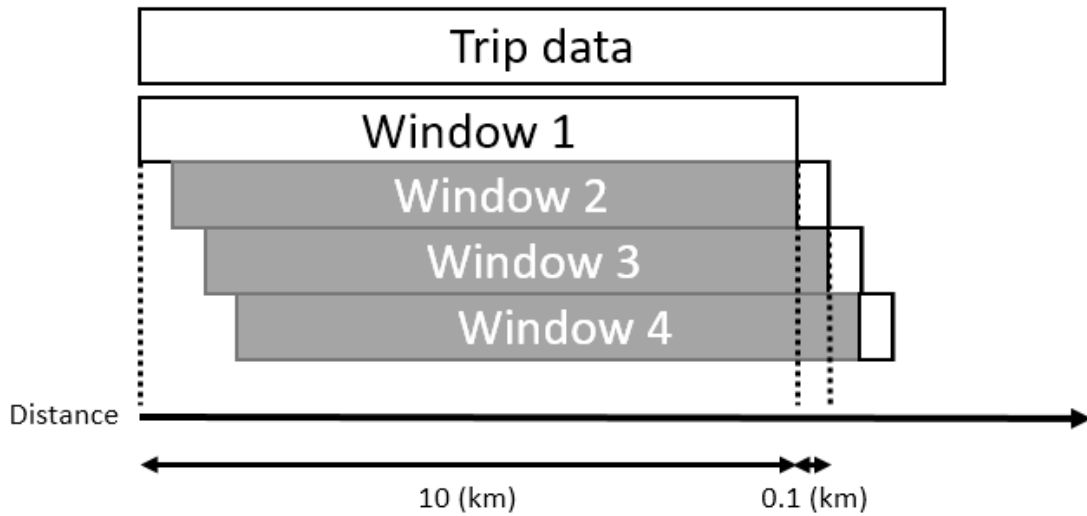 Trip data
Window 1
Window 2
Window 3
Window 4
Distance
10 (km)
0.1 (km)